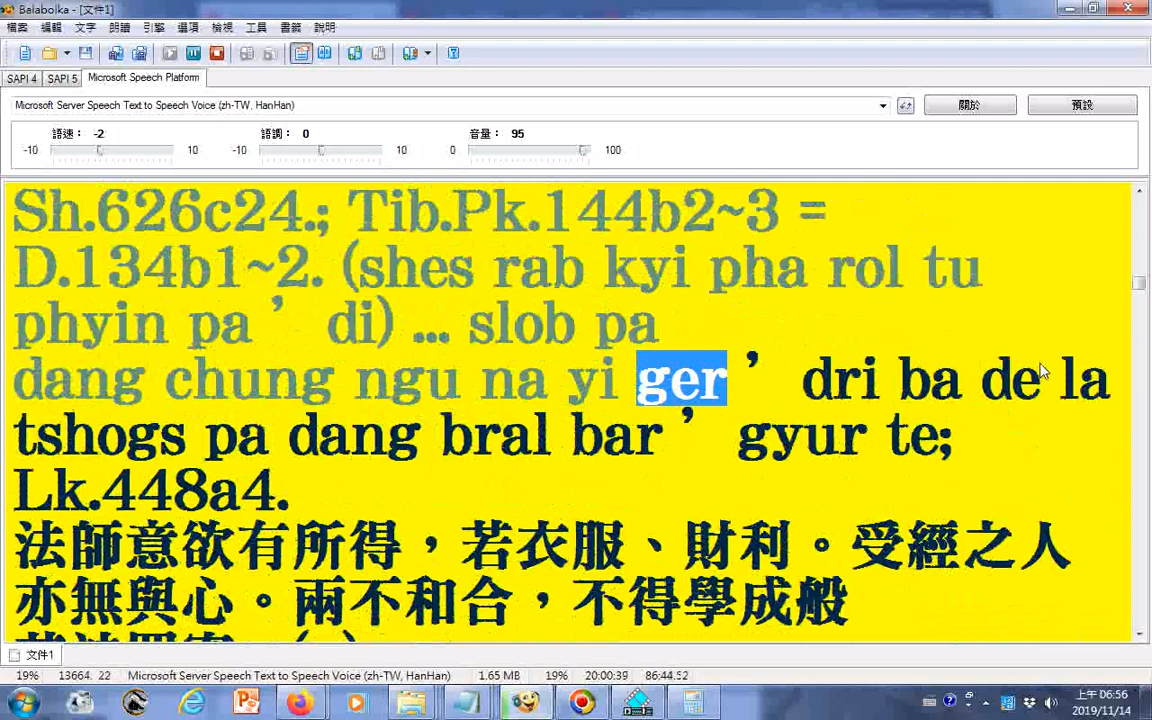 Balabolka - [文件1]
檔案 編輯 文字 朗讀 引擎 選項 檢視 工具 書籤 說明
SAPI 4 SAPI 5 Microsoft Speech Platform
Microsoft Server Speech Text to Speech Voice (zh-TW, HanHan) 關於 預設
語速： -2 語調： 0 音量： 95
-10 10 -10 10 0 100
Sh.626c24.; Tib.Pk.144b2~3 =
D.134b1~2. (shes rab kyi pha rol tu
phyin pa ’ di) ... slob pa
dang chung ngu na yi ger ’ dri ba de la
tshogs pa dang bral bar ’ gyur te;
Lk.448a4.
法師意欲有所得，若衣服、財利。受經之人
亦無與心。兩不和合，不得學成般
文件1
19% 13664. 22 Microsoft Server Speech Text to Speech Voice (zh-TW, HanHan) 1.65 MB 19% 20:00:39 86:44.52
上午 06:56
2019/11/14